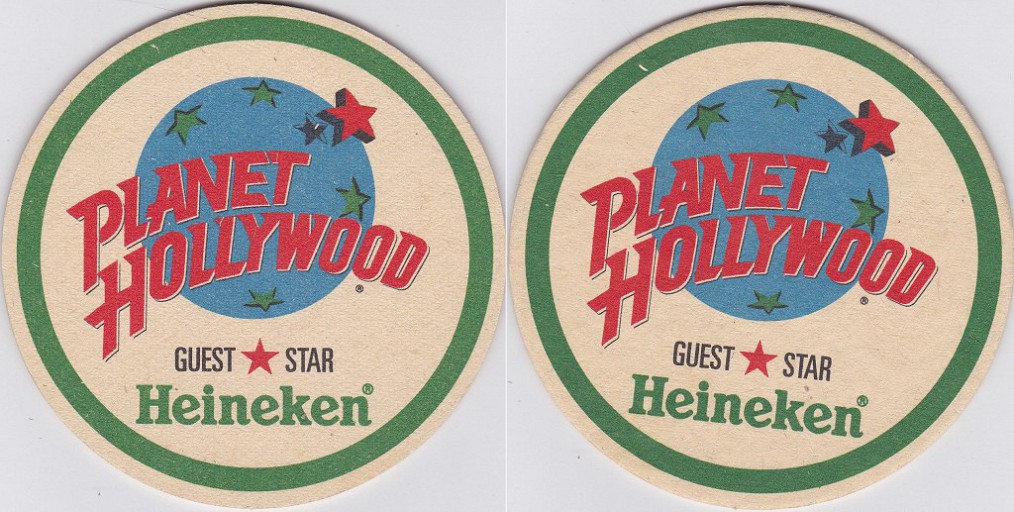 PLANET
HOLLYWOOD®
GUEST ★ STAR
Heineken®
PLANET
HOLLYWOOD®
GUEST ★ STAR
Heineken®